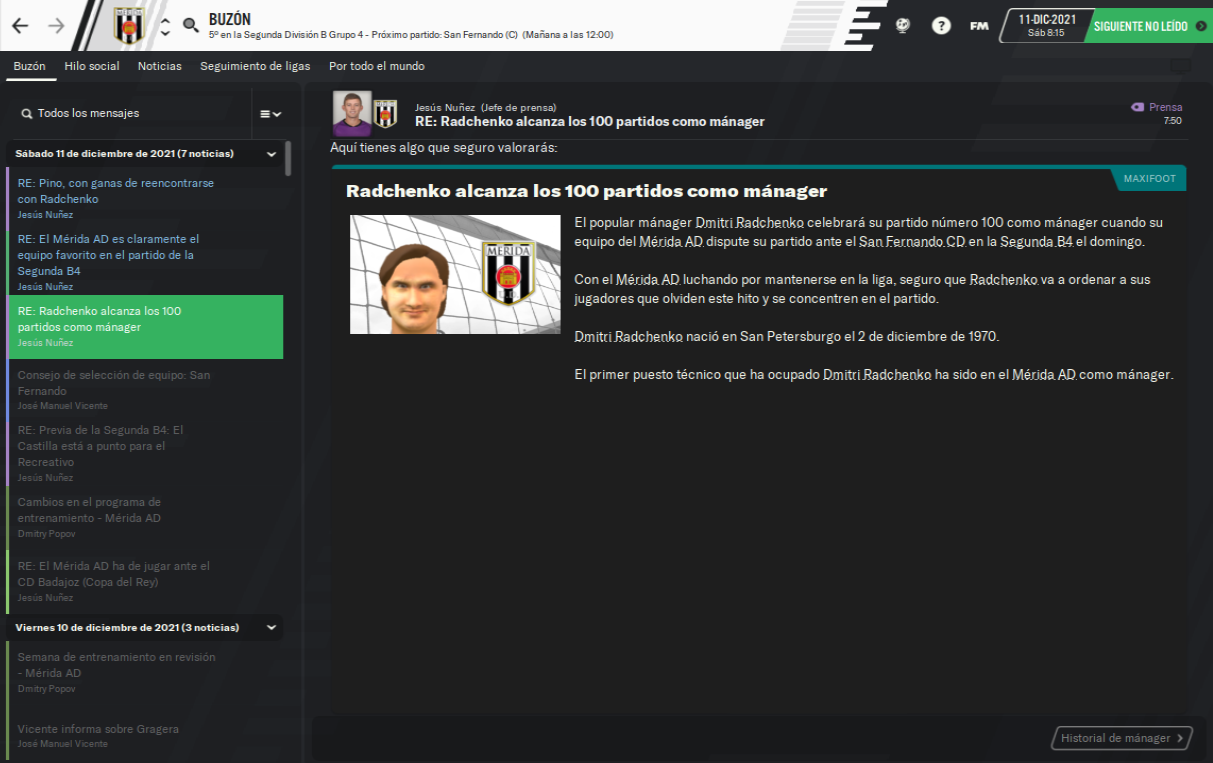 MERIDA
BUZÓN
5º en la Segunda División B Grupo 4 - Próximo partido: San Fernando (C) (Mañana a las 12:00)
?
FM
11-DIC-2021
Sáb 8:15
SIGUIENTE NO LEÍDO
Buzón
Hilo social
Noticias
Seguimiento de ligas
Por todo el mundo
Todos los mensajes
Sábado 11 de diciembre de 2021 (7 noticias)
RE: Pino, con ganas de reencontrarse
con Radchenko
Jesús Nuñez
RE: El Mérida AD es claramente el
equipo favorito en el partido de la
Segunda B4
Jesús Nuñez
RE: Radchenko alcanza los 100
partidos como mánager
Jesús Nuñez
Consejo de selección de equipo: San
Fernando
José Manuel Vicente
RE: Previa de la Segunda B4: El
Castilla está a punto para el
Recreativo
Jesús Nuñez
Cambios en el programa de
entrenamiento - Mérida AD
Dmitry Popov
RE: El Mérida AD ha de jugar ante el
CD Badajoz (Copa del Rey)
Jesús Nuñez
Viernes 10 de diciembre de 2021 (3 noticias)
Semana de entrenamiento en revisión
- Mérida AD
Dmitry Popov
Vicente informa sobre Gragera
José Manuel Vicente
Jesús Nuñez (Jefe de prensa)
RE: Radchenko alcanza los 100 partidos como mánager
Prensa
7:50
Aquí tienes algo que seguro valorarás:
MAXIFOOT
Radchenko alcanza los 100 partidos como mánager
MERIDA
El popular mánager Dmitri Radchenko celebrará su partido número 100 como mánager cuando su
equipo del Mérida AD dispute su partido ante el San Fernando CD en la Segunda B4 el domingo.
Con el Mérida AD luchando por mantenerse en la liga, seguro que Radchenko va a ordenar a sus
jugadores que olviden este hito y se concentren en el partido.
Dmitri Radchenko nació en San Petersburgo el 2 de diciembre de 1970.
El primer puesto técnico que ha ocupado Dmitri Radchenko ha sido en el Mérida AD como mánager.
Historial de mánager